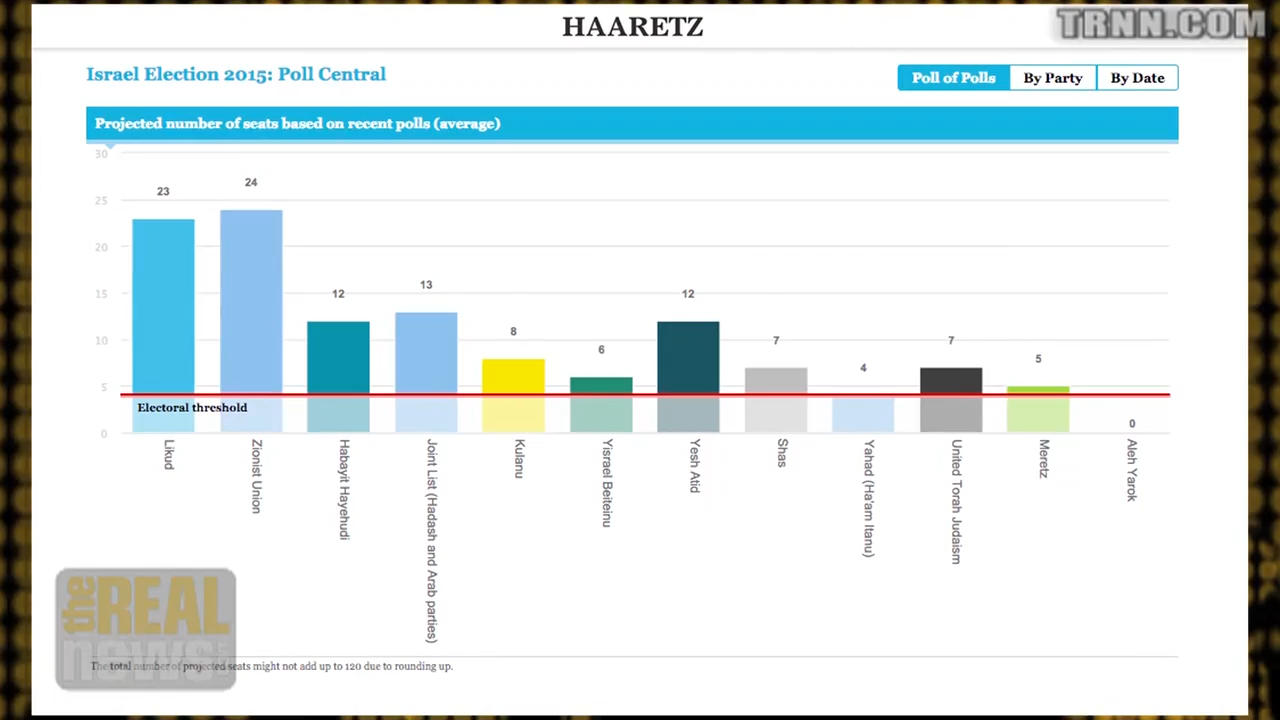 HAARETZ
TRNN.COM
Israel Election 2015: Poll Central
Poll of Polls
By Party
By Date
Projected number of seats based on recent polls (average)
30
25
20
15
10
5
0
23
24
12
13
8
6
12
7
4
7
5
0
Electoral threshold
Likud
Zionist Union
Habayit Hayehudi
Joint List (Hadash and Arab parties)
Kulanu
Yisrael Beiteinu
Yesh Atid
Shas
Yahad (Ha'am Itanu)
United Torah Judaism
Meretz
Aleh Yarok
the REAL
news
The total number of projected seats might not add up to 120 due to rounding up.